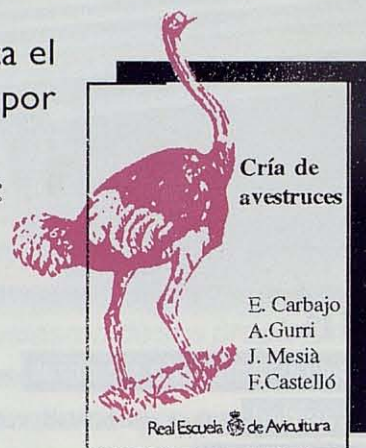 a el
por
Cría de
avestruces
E. Carbajo
A.Gurri
J. Mesià
F.Castelló
Real Escuela de Avicultura